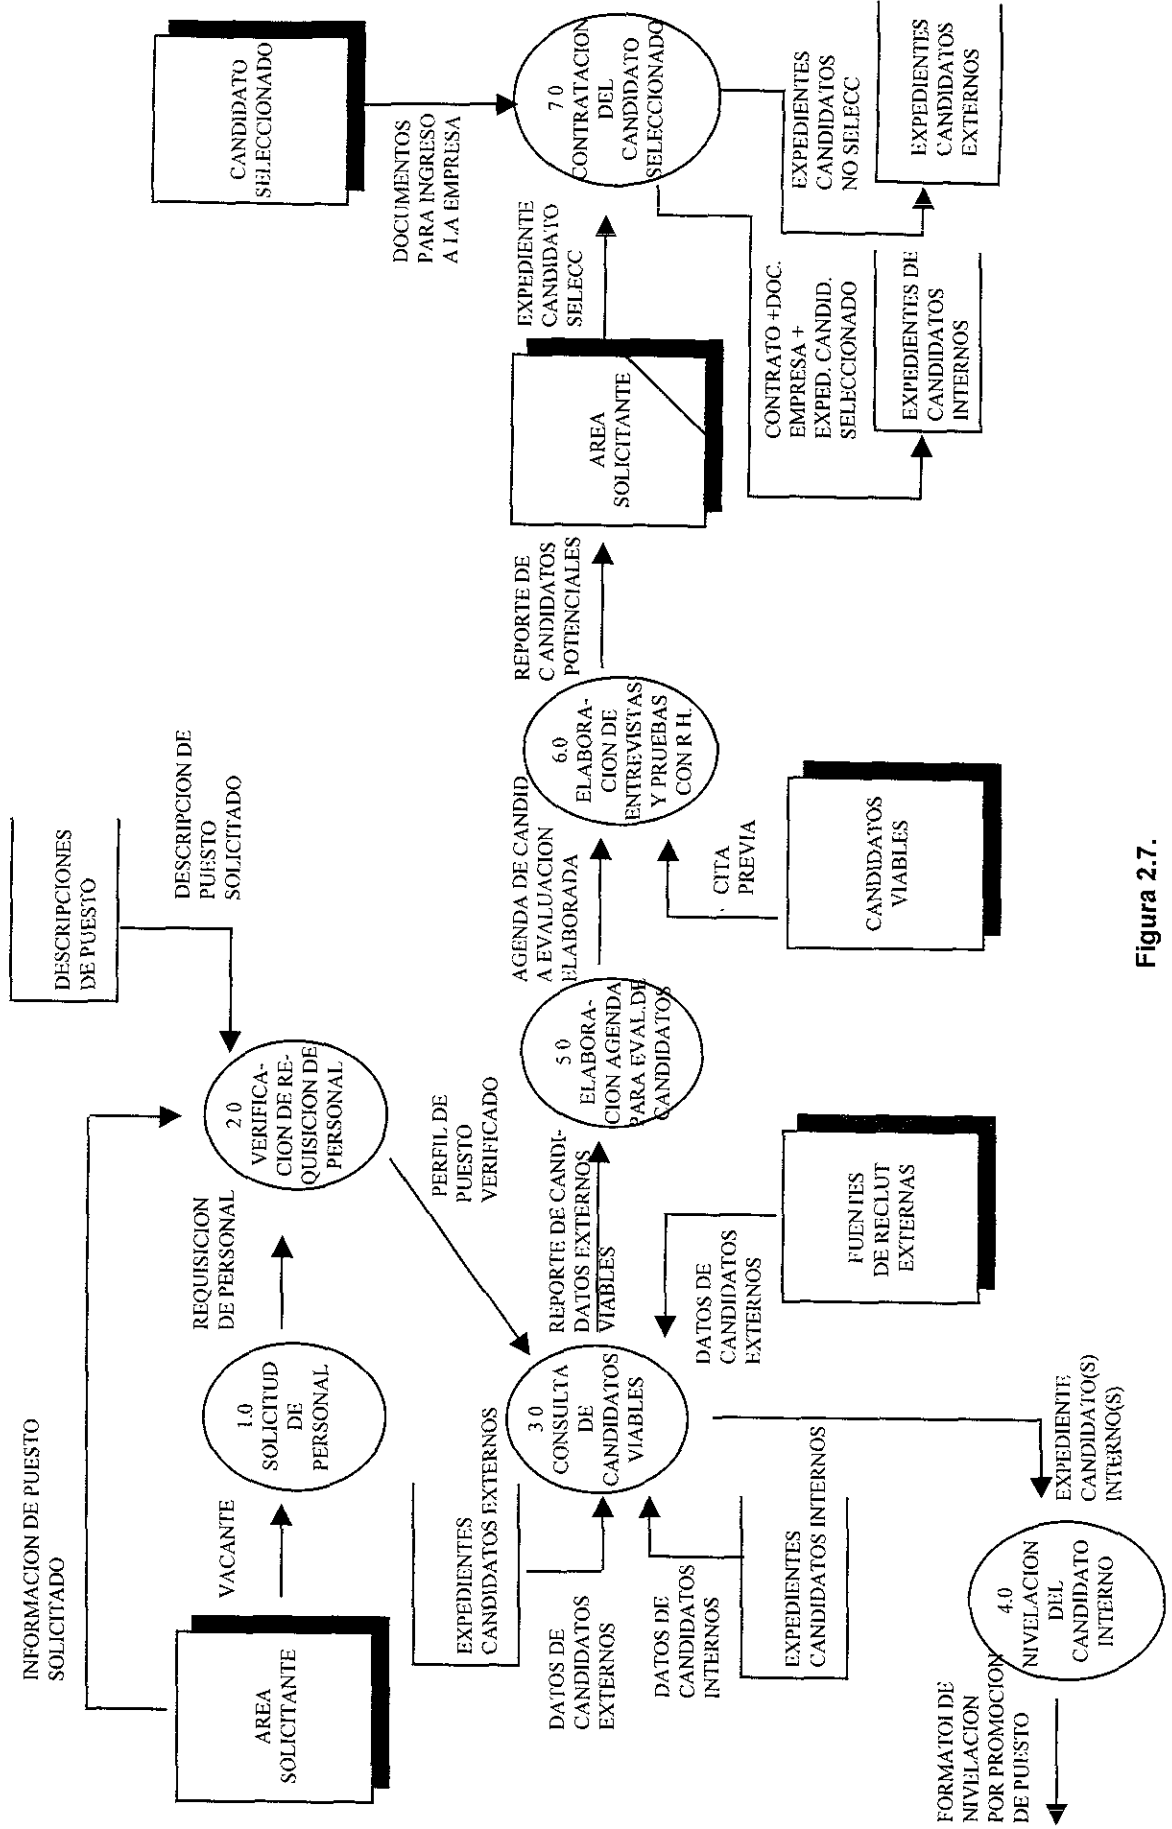 INFORMACION DE PUESTO
SOLICITADO
AREA
SOLICITANTE
VACANTE
1.0
SOLICITUD
DE
PERSONAL
REQUISICION
DE PERSONAL
2 0
VERIFICA-
CION DE RE-
QUISICION DE
PERSONAL
DESCRIPCIONES
DE PUESTO
DESCRIPCION DE
PUESTO
SOLICITADO
PERFIL DE
PUESTO
VERIFICADO
EXPEDIENTES
CANDIDATOS EXTERNOS
DATOS DE
CANDIDATOS
EXTERNOS
3 0
CONSULTA
DE
CANDIDATOS
VIABLES
DATOS DE
CANDIDATOS
INTERNOS
EXPEDIENTES
CANDIDATOS INTERNOS
REPORTE DE CANDI-
DATOS EXTERNOS
VIABLES
DATOS DE
CANDIDATOS
EXTERNOS
FUENTES
DE RECLUT
EXTERNAS
EXPEDIENTE
CANDIDATO(S)
INTERNO(S)
4.0
NIVELACION
DEL
CANDIDATO
INTERNO
FORMATOI DE
NIVELACION
POR PROMOCION
DE PUESTO
5 0
ELABORA-
CION AGENDA
PARA EVAL.DE
CANDIDATOS
AGENDA DE CANDID
A EVALUACION
ELABORADA
6.0
ELABORA-
CION DE
ENTREVISTAS
Y PRUEBAS
CON R H.
CITA
PREVIA
CANDIDATOS
VIABLES
REPORTE DE
C ANDIDATOS
POTENCIALES
AREA
SOLICITANTE
EXPEDIENTE
CANDIDATO
SELECC
CANDIDATO
SELECCIONADO
DOCUMENTOS
PARA INGRESO
A LA EMPRESA
7 0
CONTRATACION
DEL
CANDIDATO
SELECCIONADO
CONTRATO +DOC.
EMPRESA +
EXPED. CANDID.
SELECCIONADO
EXPEDIENTES
CANDIDATOS
NO SELECC
EXPEDIENTES DE
CANDIDATOS
INTERNOS
EXPEDIENTES
CANDIDATOS
EXTERNOS
Figura 2.7.